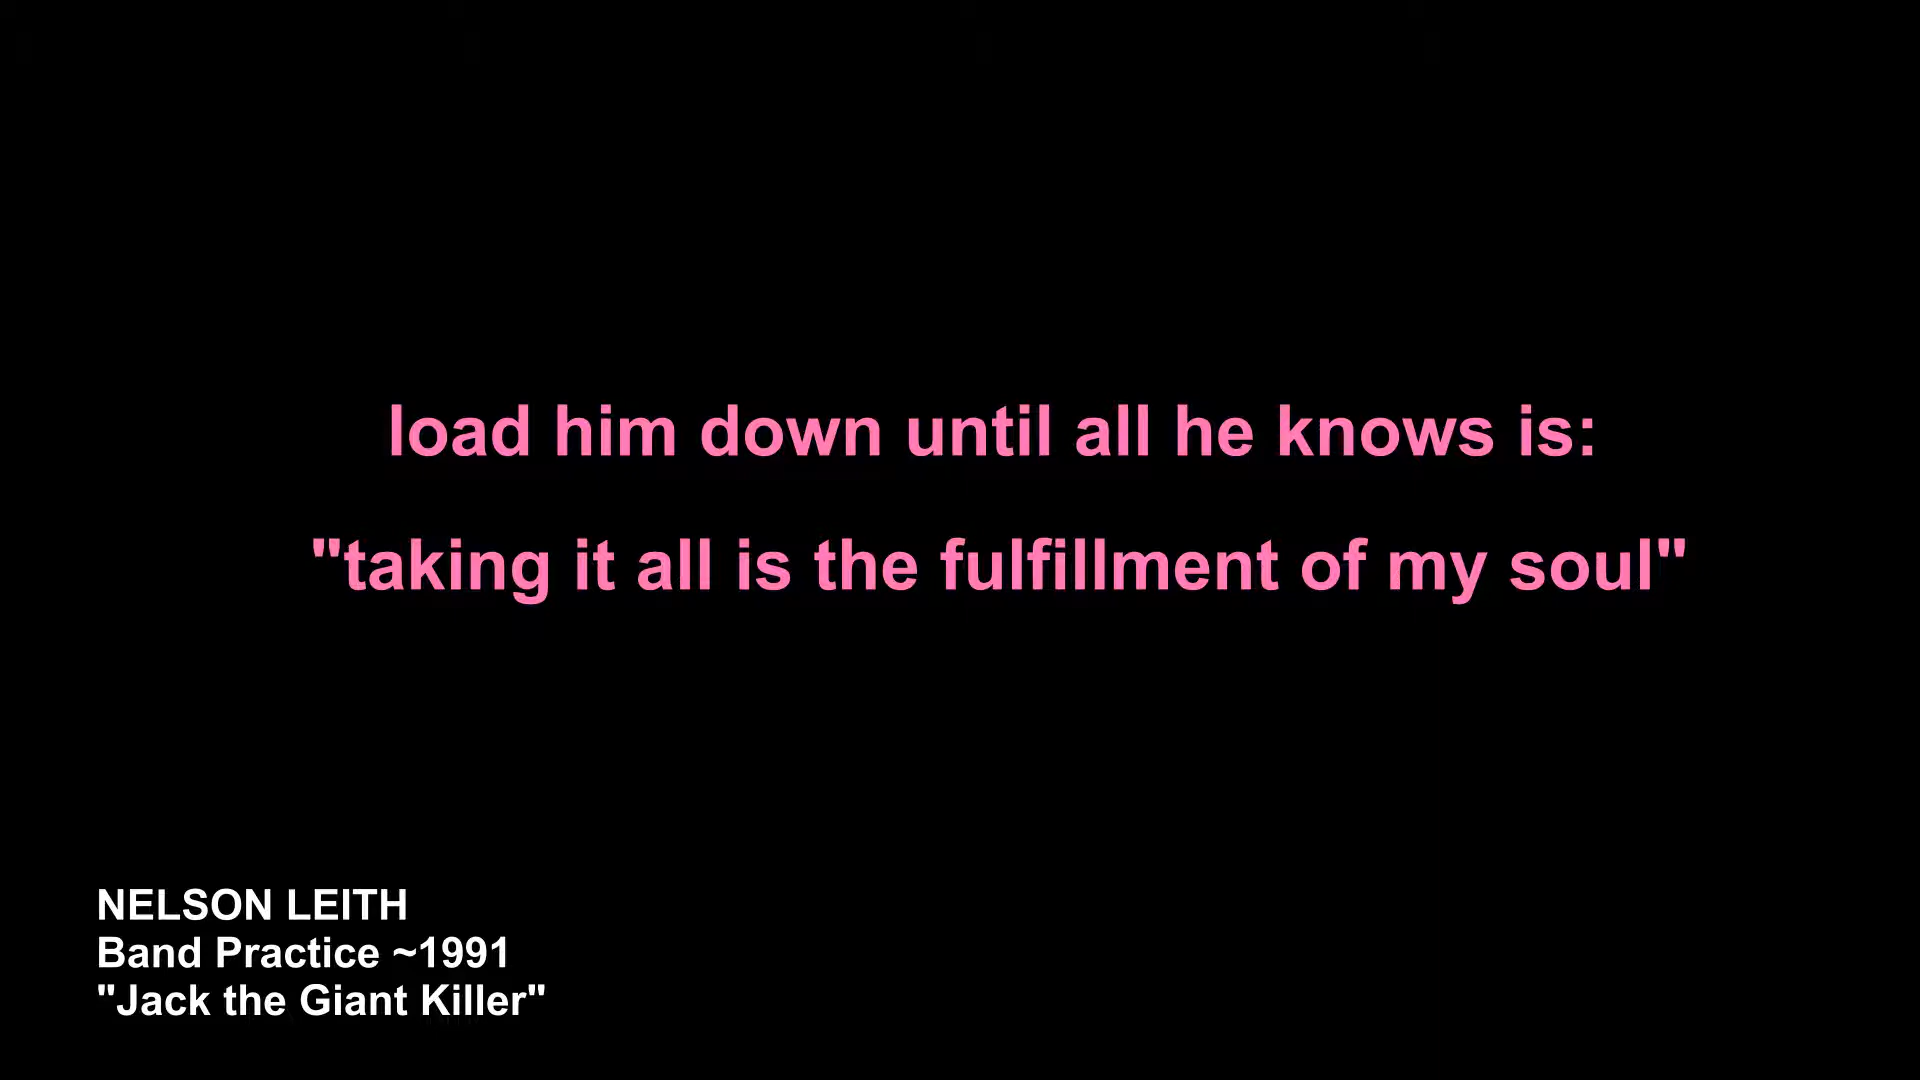 load him down until all he knows is:
"taking it all is the fulfillment of my soul"
NELSON LEITH
Band Practice ~1991
"Jack the Giant Killer"